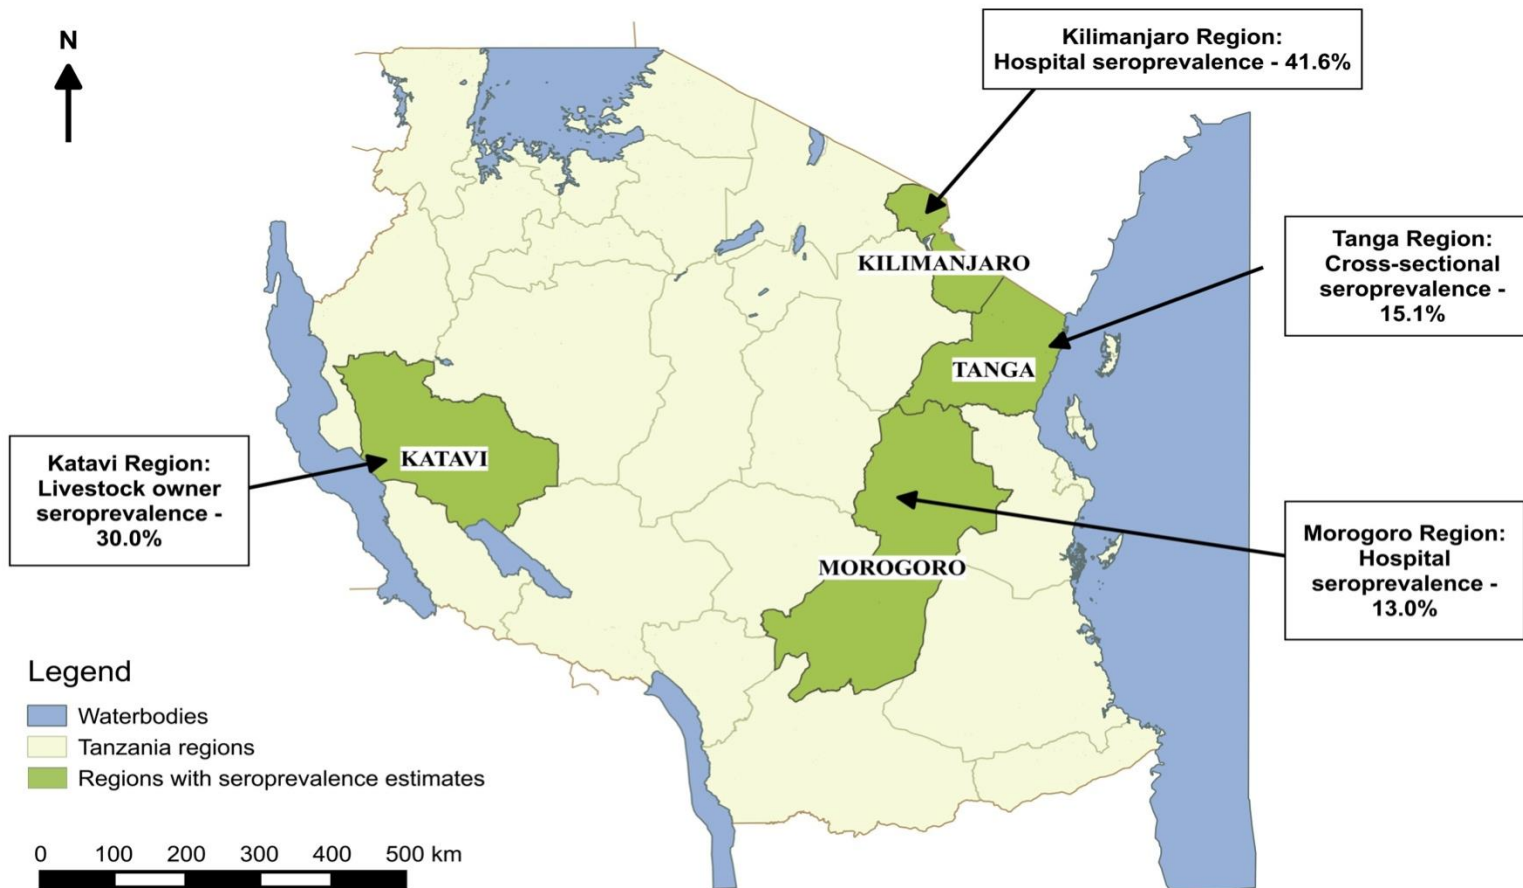 N
Kilimanjaro Region:
Hospital seroprevalence - 41.6%
Tanga Region:
Cross-sectional
seroprevalence -
15.1%
KILIMANJARO
TANGA
Katavi Region:
Livestock owner
seroprevalence -
30.0%
KATAVI
Morogoro Region:
Hospital
seroprevalence -
13.0%
MOROGORO
Legend
Waterbodies
Tanzania regions
Regions with seroprevalence estimates
0 100 200 300 400 500 km